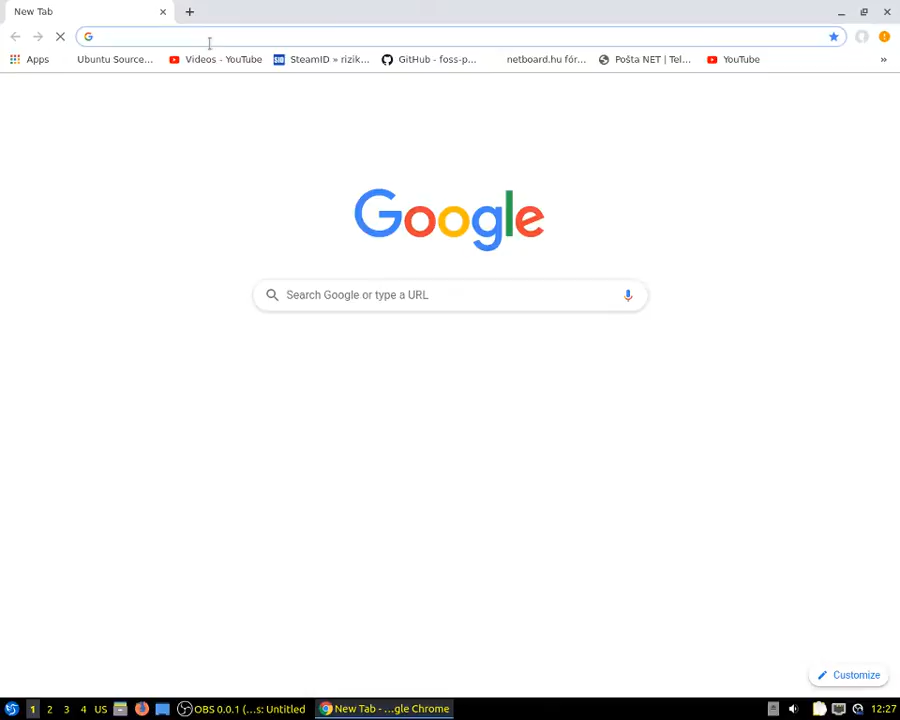 New Tab
Apps Ubuntu Source... Videos - YouTube SteamID » rizik... GitHub - foss-p... netboard.hu fór... Pošta NET | Tel... YouTube »
Google
Search Google or type a URL
Customize
1 2 3 4 US OBS 0.0.1 (...s: Untitled New Tab - ...gle Chrome 12:27